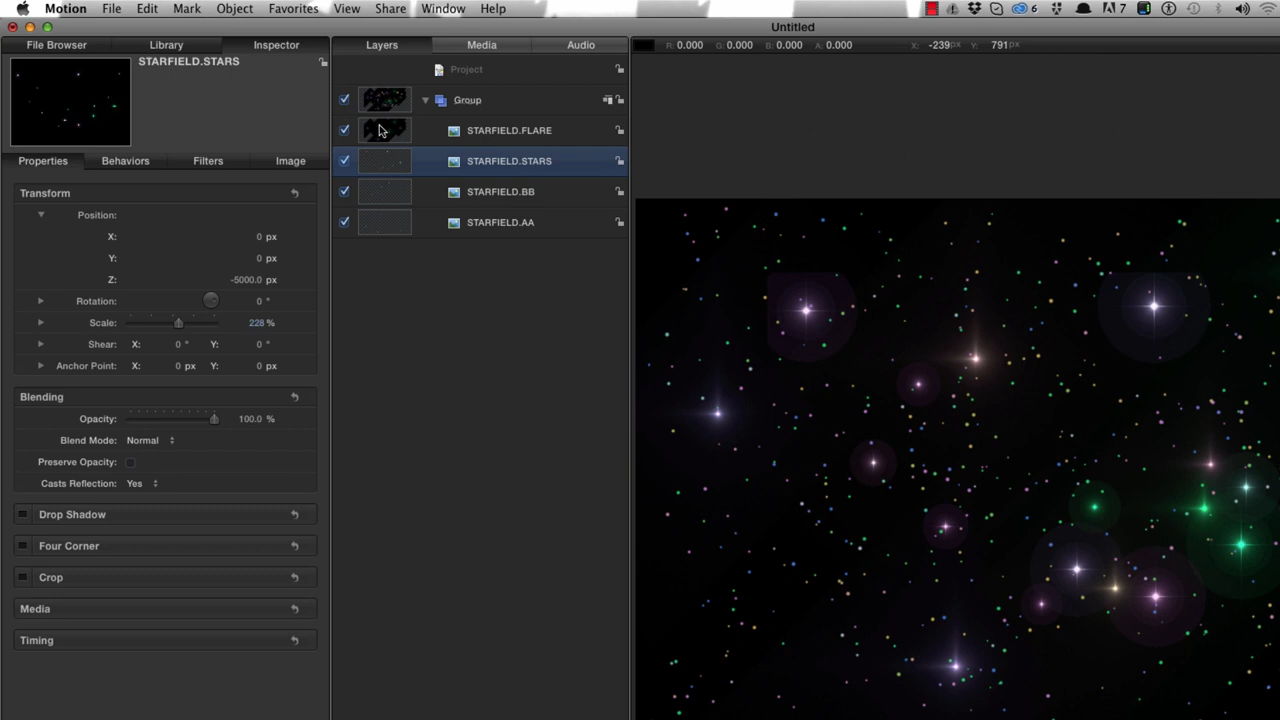 Motion File Edit Mark Object Favorites View Share Window Help 6 7
Untitled
File Browser Library Inspector Layers Media Audio R: 0.000 G: 0.000 B: 0.000 A: 0.000 X: -239px Y: 791px
STARFIELD.STARS
Project
Group
STARFIELD.FLARE
Properties Behaviors Filters Image STARFIELD.STARS
Transform STARFIELD.BB
Position:
STARFIELD.AA
X: 0 px
Y: 0 px
Z: -5000.0 px
Rotation: 0 °
Scale: 228 %
Shear: X: 0 ° Y: 0 °
Anchor Point: X: 0 px Y: 0 px
Blending
Opacity: 100.0 %
Blend Mode: Normal
Preserve Opacity:
Casts Reflection: Yes
Drop Shadow
Four Corner
Crop
Media
Timing